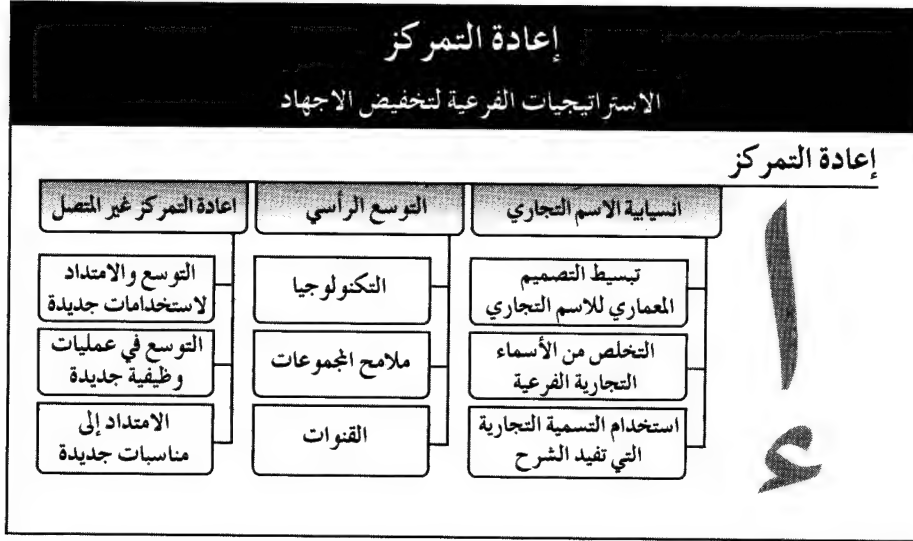 إعادة التمركز
الاستراتيجيات الفرعية لتخفيض الاجهاد
إعادة التمركز
انسيابية الاسم التجاري
تبسيط التصميم
المعماري للاسم التجاري
التخلص من الأسماء
التجارية الفرعية
استخدام التسمية التجارية
التي تفيد الشرح
التوسع الرأسي
التكنولوجيا
ملامح المجموعات
القنوات
اعادة التمركز غير المتصل
التوسع والامتداد
لاستخدامات جديدة
التوسع في عمليات
وظيفية جديدة
الامتداد إلى
مناسبات جديدة
إ